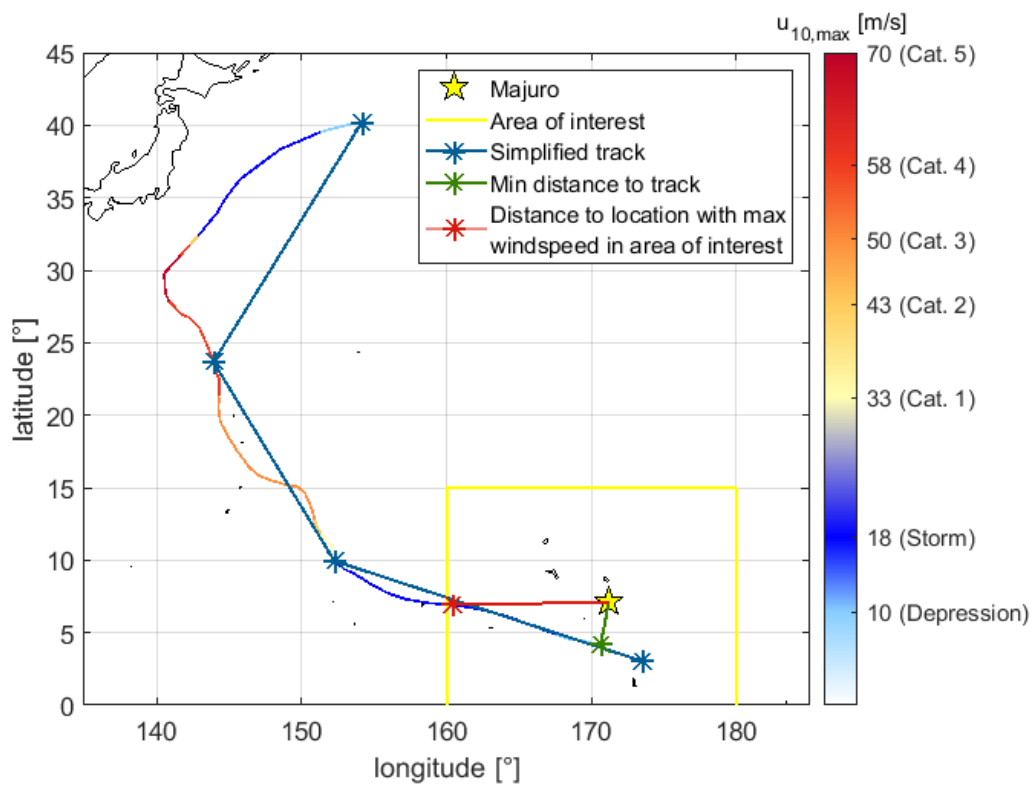 u10,max [m/s]
45
40
35
30
25
20
15
10
5
0
latitude [°]
140
150
160
170
180
longitude [°]
Majuro
Area of interest
Simplified track
Min distance to track
Distance to location with max
windspeed in area of interest
70 (Cat. 5)
58 (Cat. 4)
50 (Cat. 3)
43 (Cat. 2)
33 (Cat. 1)
18 (Storm)
10 (Depression)